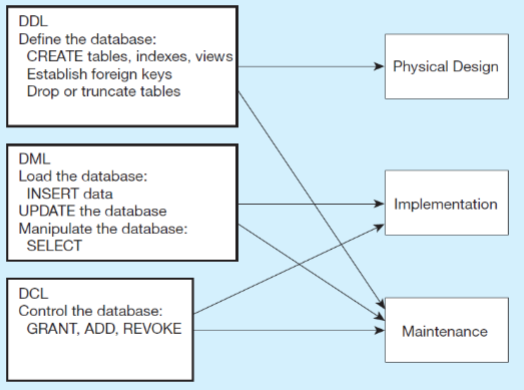 DDL
Define the database:
CREATE tables, indexes, views
Establish foreign keys
Drop or truncate tables
Physical Design
DML
Load the database:
INSERT data
UPDATE the database
Manipulate the database:
SELECT
Implementation
DCL
Control the database:
GRANT, ADD, REVOKE
Maintenance